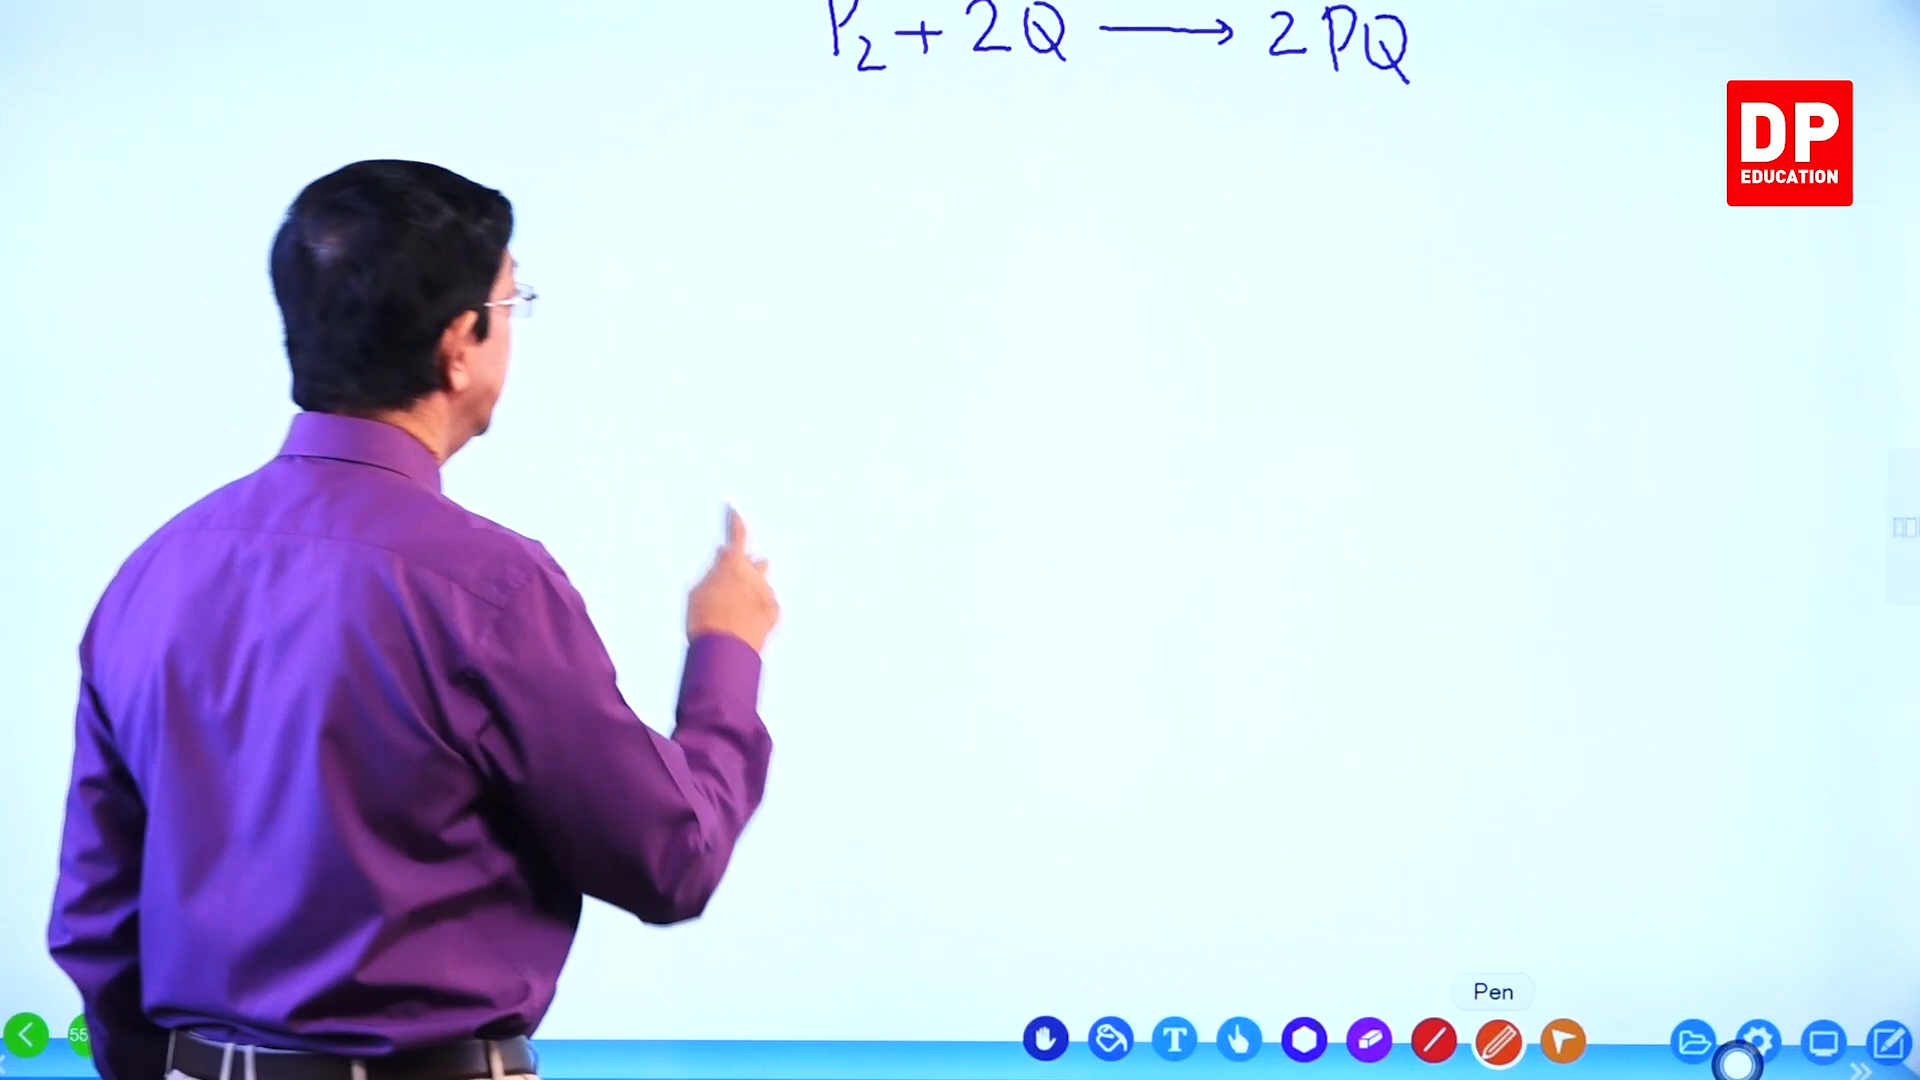 P₂ + 2Q ⟶ 2PQ
DP
EDUCATION
Pen
55
T